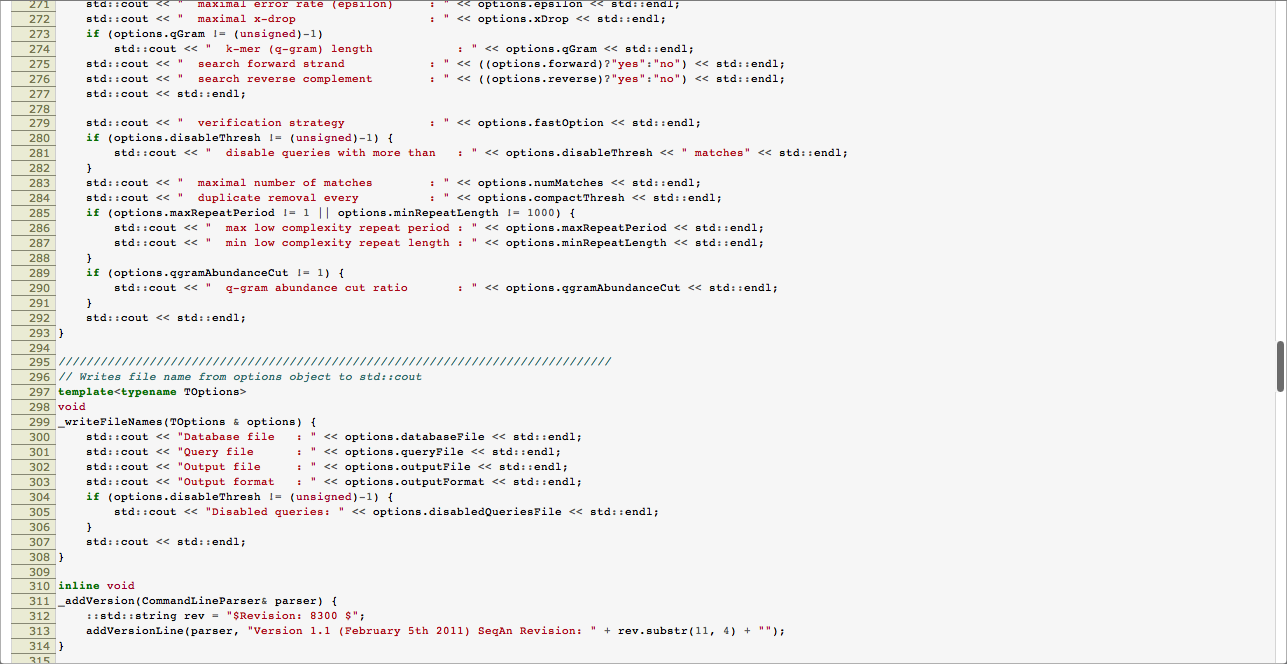 271 std::cout << "  maximal error rate (epsilon)     : " << options.epsilon << std::endl;
272     std::cout << "  maximal x-drop                   : " << options.xDrop << std::endl;
273     if (options.qGram != (unsigned)-1)
274         std::cout << "  k-mer (q-gram) length            : " << options.qGram << std::endl;
275     std::cout << "  search forward strand            : " << ((options.forward)?"yes":"no") << std::endl;
276     std::cout << "  search reverse complement        : " << ((options.reverse)?"yes":"no") << std::endl;
277     std::cout << std::endl;
278
279     std::cout << "  verification strategy            : " << options.fastOption << std::endl;
280     if (options.disableThresh != (unsigned)-1) {
281         std::cout << "  disable queries with more than   : " << options.disableThresh << " matches" << std::endl;
282     }
283     std::cout << "  maximal number of matches        : " << options.numMatches << std::endl;
284     std::cout << "  duplicate removal every          : " << options.compactThresh << std::endl;
285     if (options.maxRepeatPeriod != 1 || options.minRepeatLength != 1000) {
286         std::cout << "  max low complexity repeat period : " << options.maxRepeatPeriod << std::endl;
287         std::cout << "  min low complexity repeat length : " << options.minRepeatLength << std::endl;
288     }
289     if (options.qgramAbundanceCut != 1) {
290         std::cout << "  q-gram abundance cut ratio       : " << options.qgramAbundanceCut << std::endl;
291     }
292     std::cout << std::endl;
293 }
294
295 ///////////////////////////////////////////////////////////////////////////////
296 // Writes file name from options object to std::cout
297 template<typename TOptions>
298 void
299 _writeFileNames(TOptions & options) {
300     std::cout << "Database file   : " << options.databaseFile << std::endl;
301     std::cout << "Query file      : " << options.queryFile << std::endl;
302     std::cout << "Output file     : " << options.outputFile << std::endl;
303     std::cout << "Output format   : " << options.outputFormat << std::endl;
304     if (options.disableThresh != (unsigned)-1) {
305         std::cout << "Disabled queries: " << options.disabledQueriesFile << std::endl;
306     }
307     std::cout << std::endl;
308 }
309
310 inline void
311 _addVersion(CommandLineParser& parser) {
312     ::std::string rev = "$Revision: 8300 $";
313     addVersionLine(parser, "Version 1.1 (February 5th 2011) SeqAn Revision: " + rev.substr(11, 4) + "");
314 }
315